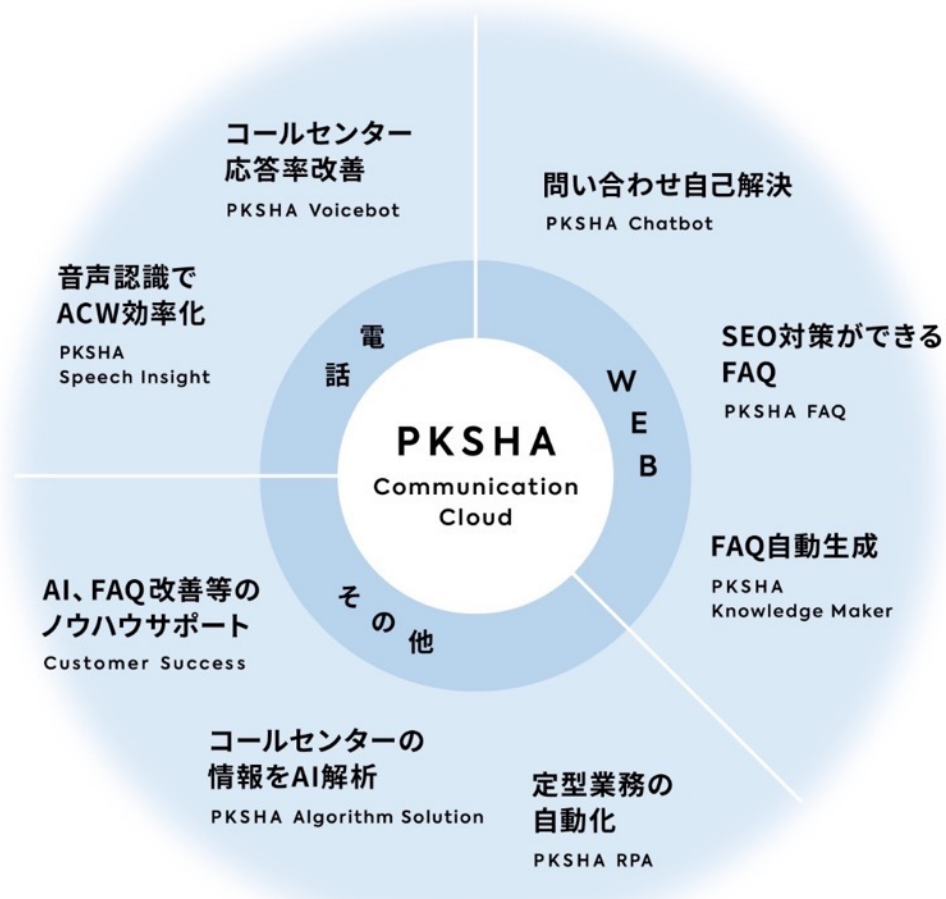 コールセンター
応答率改善
PKSHA Voicebot
問い合わせ自己解決
PKSHA Chatbot
音声認識で
ACW効率化
PKSHA
Speech Insight
電話
WEB
SEO対策ができる
FAQ
PKSHA FAQ
PKSHA
Communication
Cloud
FAQ自動生成
PKSHA
Knowledge Maker
その他
AI、FAQ改善等の
ノウハウサポート
Customer Success
コールセンターの
情報をAI解析
PKSHA Algorithm Solution
定型業務の
自動化
PKSHA RPA